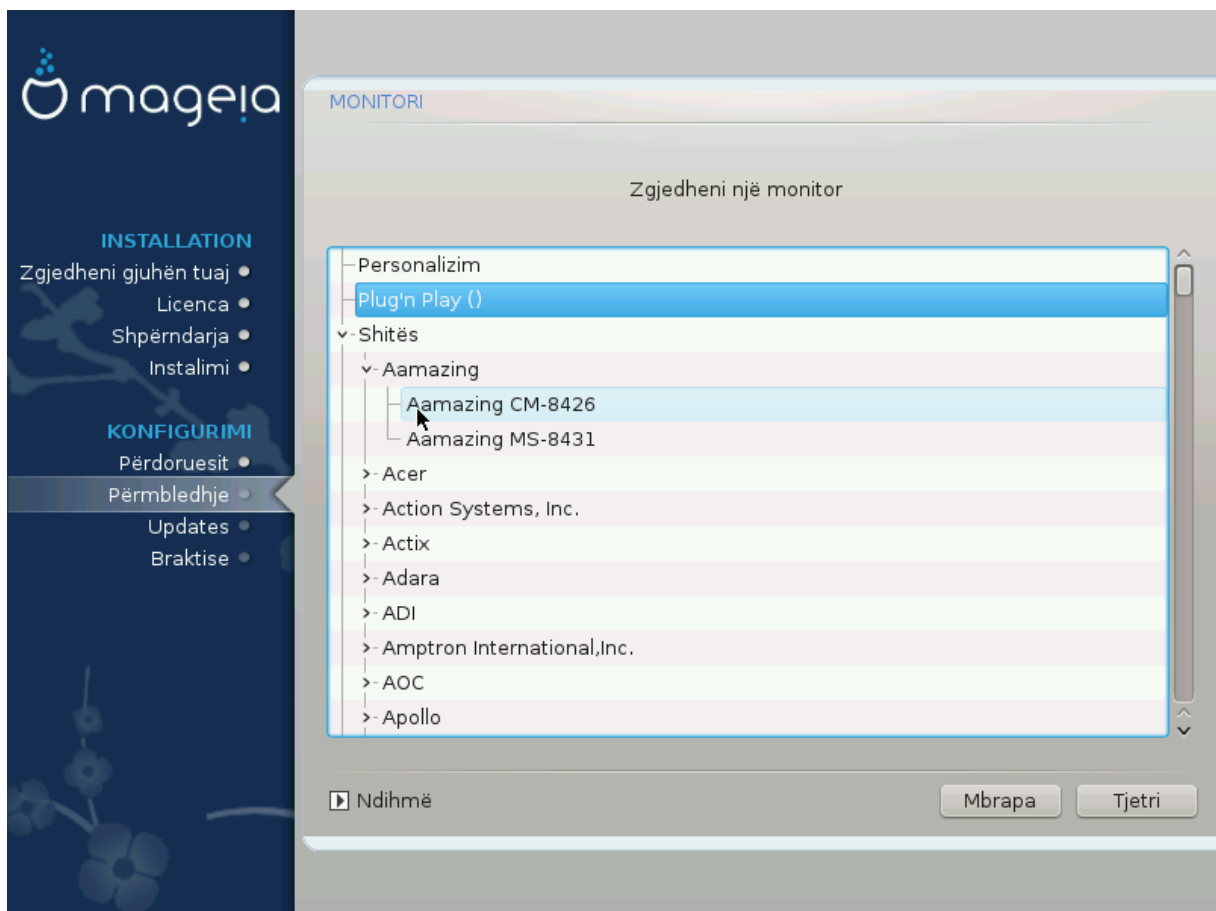 mageia
INSTALLATION
Zgjedheni gjuhën tuaj
Licenca
Shpërndarja
Instalimi
KONFIGURIMI
Përdoruesit
Përmbledhje
Updates
Braktise
MONITORI
Zgjedheni një monitor
Personalizim
Plug'n Play ()
Shitës
Aamazing
Aamazing CM-8426
Aamazing MS-8431
Acer
Action Systems, Inc.
Actix
Adara
ADI
Amptron International,Inc.
AOC
Apollo
Ndihmë
Mbrapa
Tjetri